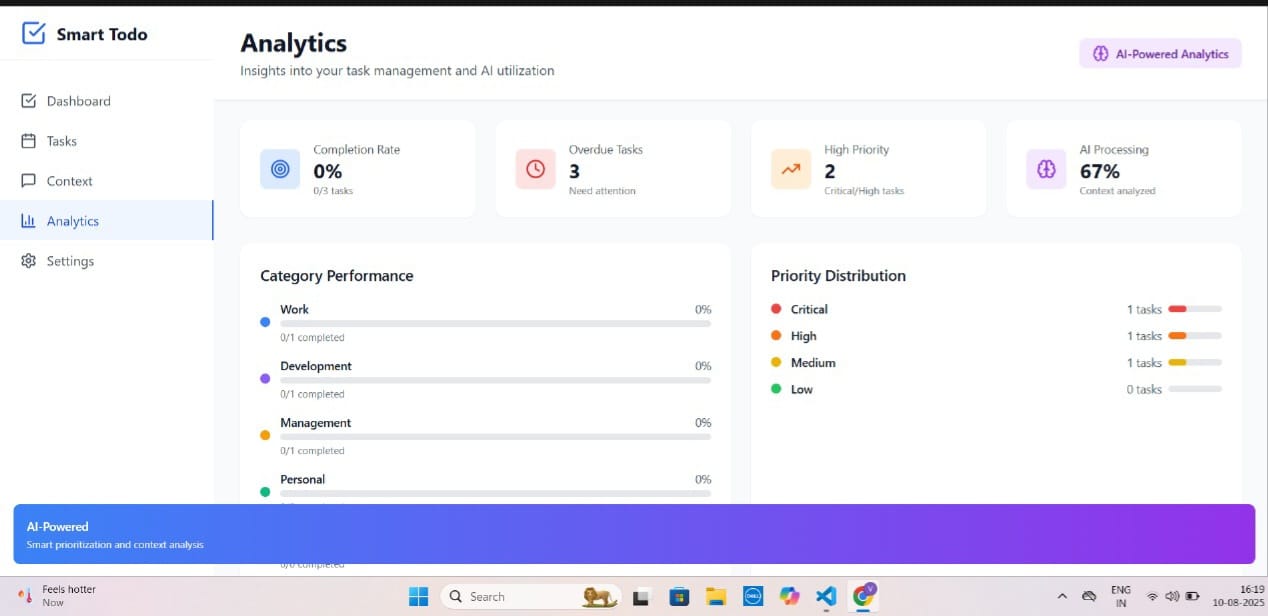 Smart Todo
Dashboard
Tasks
Context
Analytics
Settings
Analytics
Insights into your task management and AI utilization
AI-Powered Analytics
Completion Rate
0%
0/3 tasks
Overdue Tasks
3
Need attention
High Priority
2
Critical/High tasks
AI Processing
67%
Context analyzed
Category Performance
Work 0%
0/1 completed
Development 0%
0/1 completed
Management 0%
0/1 completed
Personal 0%
Priority Distribution
Critical 1 tasks
High 1 tasks
Medium 1 tasks
Low 0 tasks
AI-Powered
Smart prioritization and context analysis
0/0 completed
Feels hotter
Now
Search
DELL
V
ENG
IN
16:19
10-08-2025